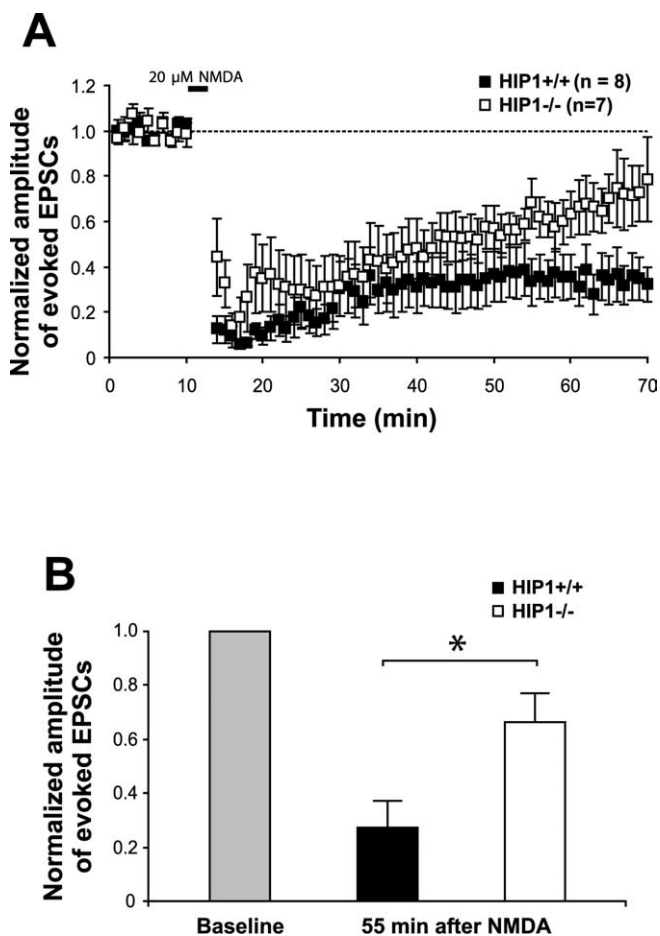 A
20 µM NMDA
HIP1+/+ (n = 8)
HIP1-/- (n=7)
Normalized amplitude
of evoked EPSCs
1.2
1.0
0.8
0.6
0.4
0.2
0
0 10 20 30 40 50 60 70
Time (min)
B
HIP1+/+
HIP1-/-
Normalized amplitude
of evoked EPSCs
1.0
0.8
0.6
0.4
0.2
0
*
Baseline 55 min after NMDA